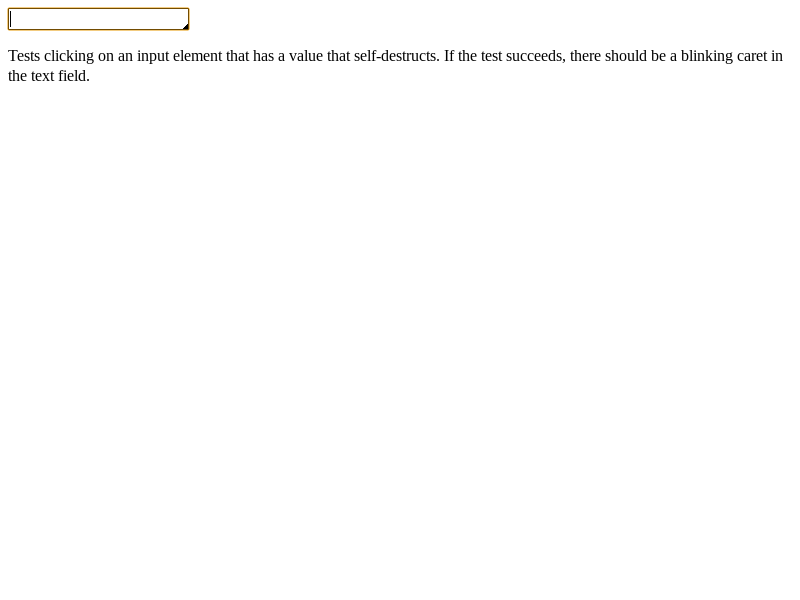 Tests clicking on an input element that has a value that self-destructs. If the test succeeds, there should be a blinking caret in
the text field.